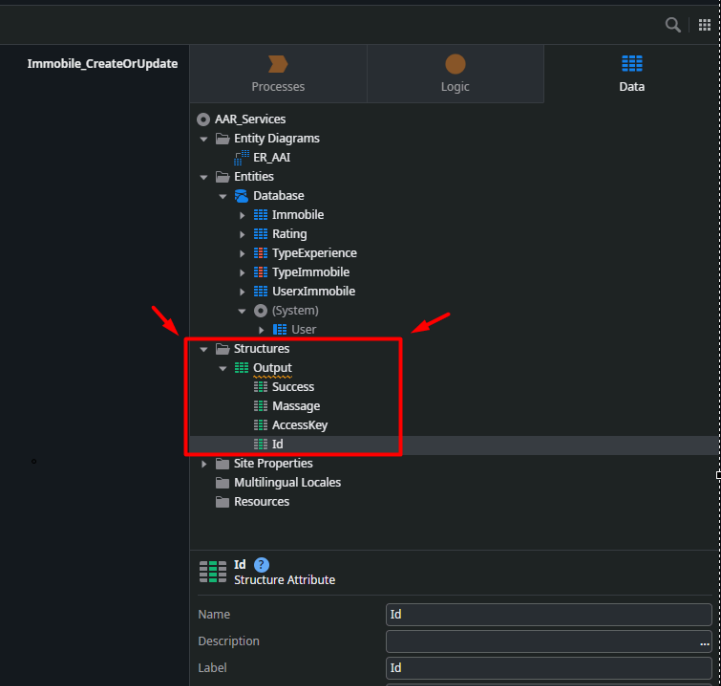 Immobile_CreateOrUpdate
Processes
Logic
Data
AAR_Services
Entity Diagrams
ER_AAI
Entities
Database
Immobile
Rating
TypeExperience
TypeImmobile
UserxImmobile
(System)
User
Structures
Output
Success
Massage
AccessKey
Id
Site Properties
Multilingual Locales
Resources
Id ?
Structure Attribute
Name Id
Description ...
Label Id